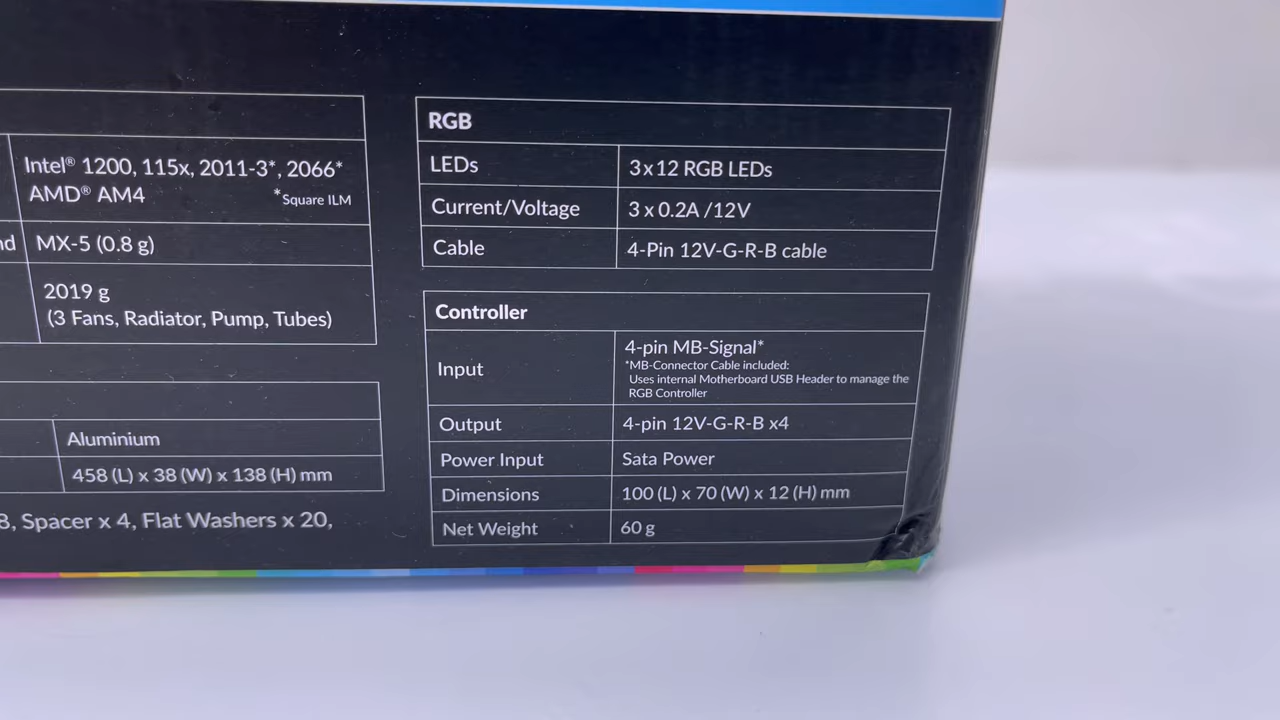 Intel® 1200, 115x, 2011-3*, 2066*
AMD® AM4
*Square ILM
MX-5 (0.8 g)
2019 g
(3 Fans, Radiator, Pump, Tubes)
Aluminium
458 (L) x 38 (W) x 138 (H) mm
Spacer x 4, Flat Washers x 20,
RGB
LEDs 3x12 RGB LEDs
Current/Voltage 3 x 0.2A /12V
Cable 4-Pin 12V-G-R-B cable
Controller
Input 4-pin MB-Signal*
*MB-Connector Cable included:
Uses internal Motherboard USB Header to manage the
RGB Controller
Output 4-pin 12V-G-R-B x4
Power Input Sata Power
Dimensions 100 (L) x 70 (W) x 12 (H) mm
Net Weight 60 g